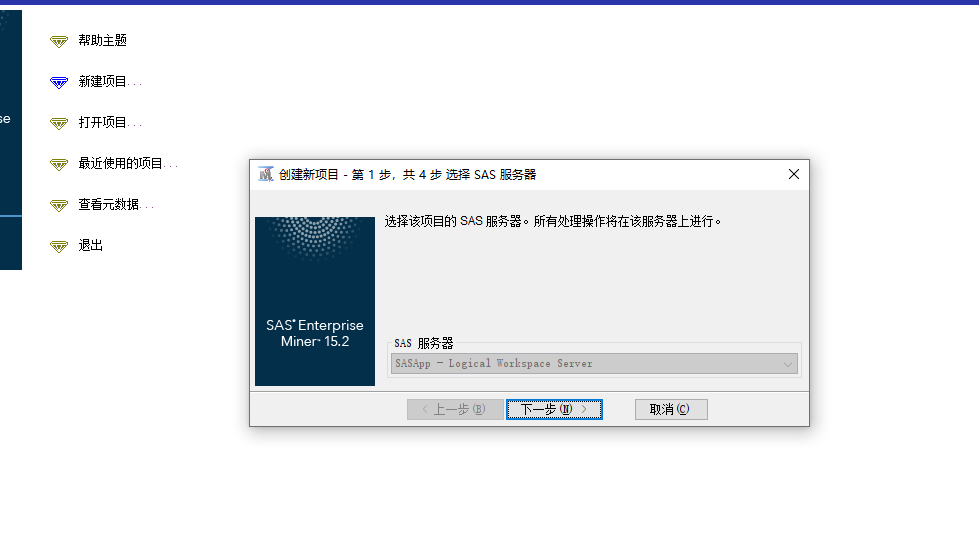 se
帮助主题
新建项目...
打开项目...
最近使用的项目...
查看元数据...
退出
创建新项目 - 第 1 步，共 4 步 选择 SAS 服务器
选择该项目的 SAS 服务器。所有处理操作将在该服务器上进行。
SAS® Enterprise
Miner™ 15.2
SAS 服务器
SASApp - Logical Workspace Server
< 上一步(B)
下一步(N) >
取消(C)